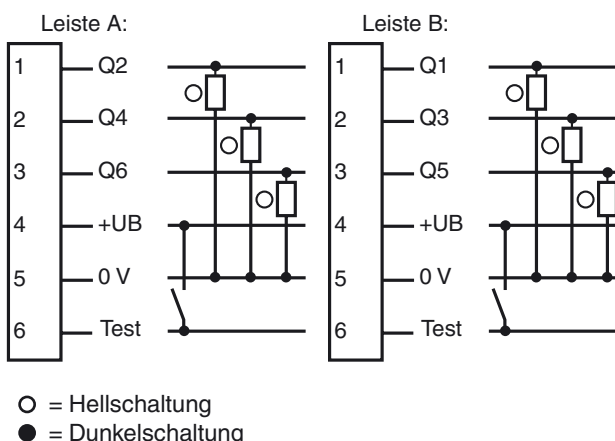 Leiste A:
1 Q2
2 Q4
3 Q6
4 +UB
5 0 V
6 Test
Leiste B:
1 Q1
2 Q3
3 Q5
4 +UB
5 0 V
6 Test
= Hellschaltung
= Dunkelschaltung